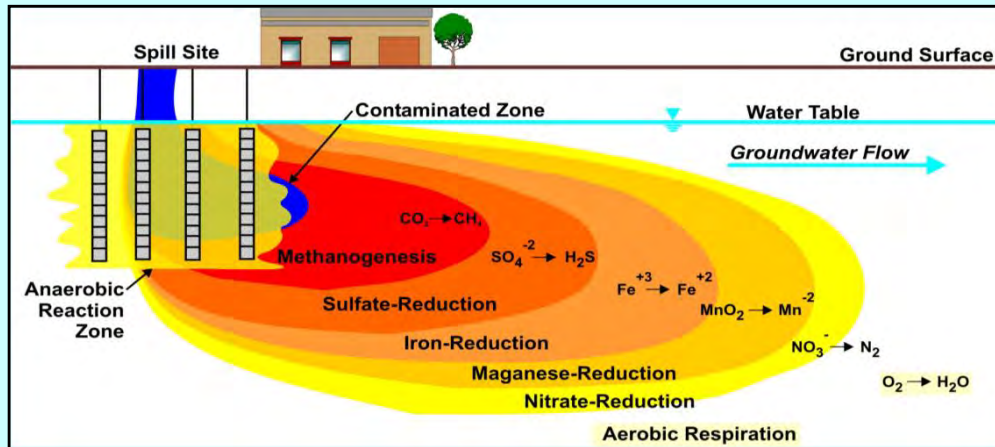 Spill Site
Ground Surface
Contaminated Zone
Water Table
Groundwater Flow
CO₂→CH₄
Methanogenesis
SO₄⁻²→H₂S
Anaerobic
Reaction
Zone
Sulfate-Reduction
Fe⁺³→Fe⁺²
MnO₂→Mn⁻²
Iron-Reduction
NO₃⁻→N₂
Maganese-Reduction
O₂→H₂O
Nitrate-Reduction
Aerobic Respiration